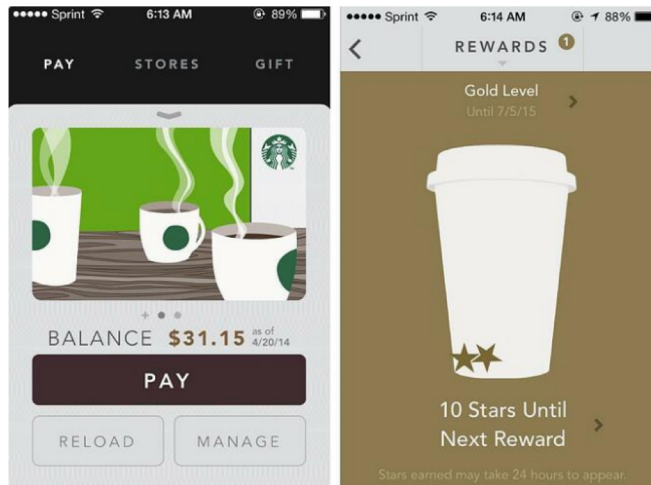 Sprint 6:13 AM 89%
PAY STORES GIFT
BALANCE $31.15 as of 4/20/14
PAY
RELOAD MANAGE
Sprint 6:14 AM 88%
REWARDS 1
Gold Level
Until 7/5/15
10 Stars Until
Next Reward
Stars earned may take 24 hours to appear.